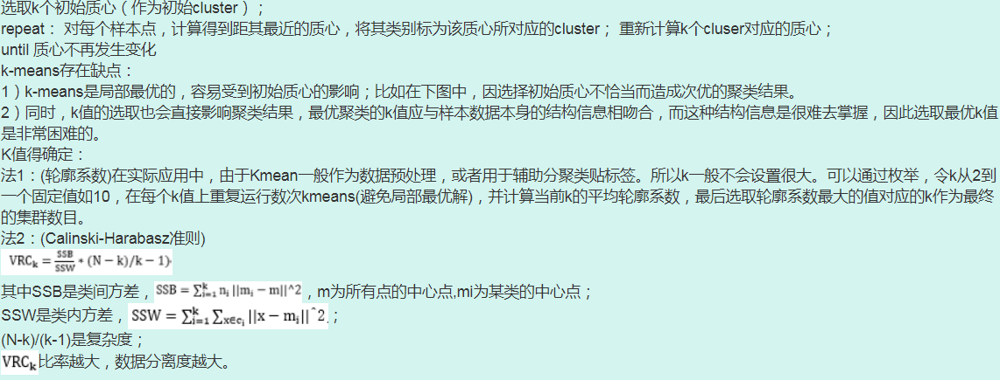 选取k个初始质心（作为初始cluster）；
repeat： 对每个样本点，计算得到距其最近的质心，将其类别标为该质心所对应的cluster； 重新计算k个cluser对应的质心；
until 质心不再发生变化
k-means存在缺点：
1）k-means是局部最优的，容易受到初始质心的影响；比如在下图中，因选择初始质心不恰当而造成次优的聚类结果。
2）同时，k值的选取也会直接影响聚类结果，最优聚类的k值应与样本数据本身的结构信息相吻合，而这种结构信息是很难去掌握，因此选取最优k值
是非常困难的。
K值得确定：
法1：(轮廓系数)在实际应用中，由于Kmean一般作为数据预处理，或者用于辅助分聚类贴标签。所以k一般不会设置很大。可以通过枚举，令k从2到
一个固定值如10，在每个k值上重复运行数次kmeans(避免局部最优解)，并计算当前k的平均轮廓系数，最后选取轮廓系数最大的值对应的k作为最终
的集群数目。
法2：(Calinski-Harabasz准则)
VRCₖ = SSB/SSW * (N − k)/k − 1)
其中SSB是类间方差，SSB = ∑ᵢ₌₁ᵏ nᵢ ||mᵢ − m||^2，m为所有点的中心点,mi为某类的中心点；
SSW是类内方差，SSW = ∑ᵢ₌₁ᵏ ∑x∈cᵢ ||x − mᵢ||^2；
(N-k)/(k-1)是复杂度；
VRCₖ比率越大，数据分离度越大。